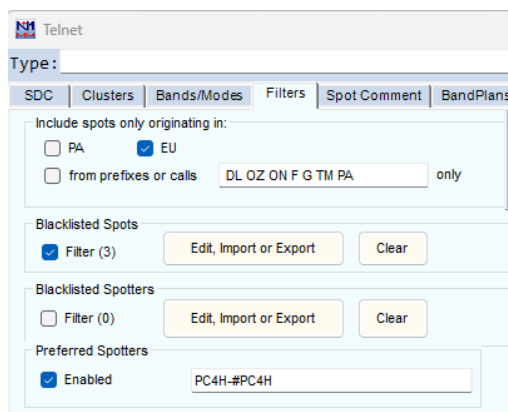 N1MM Telnet
Type:
SDC Clusters Bands/Modes Filters Spot Comment BandPlans
Include spots only originating in:
PA EU
from prefixes or calls DL OZ ON F G TM PA only
Blacklisted Spots
Filter (3) Edit, Import or Export Clear
Blacklisted Spotters
Filter (0) Edit, Import or Export Clear
Preferred Spotters
Enabled PC4H-#PC4H